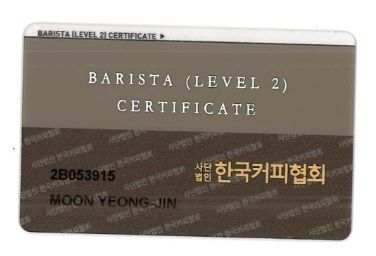 BARISTA (LEVEL 2) CERTIFICATE ▶
BARISTA (LEVEL 2)
CERTIFICATE
사단법인 한국커피협회
2B053915
MOON YEONG-JIN